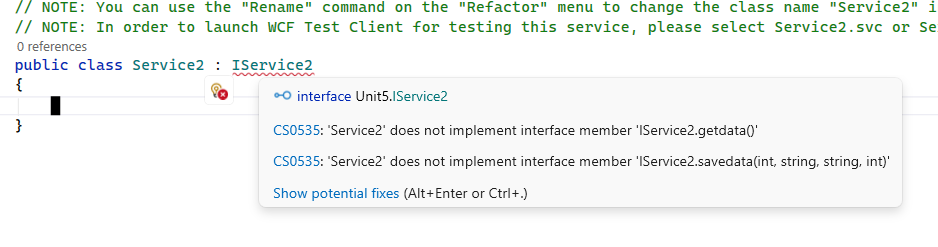 // NOTE: You can use the "Rename" command on the "Refactor" menu to change the class name "Service2" i
// NOTE: In order to launch WCF Test Client for testing this service, please select Service2.svc or Se
0 references
public class Service2 : IService2
{
interface Unit5.IService2
CS0535: 'Service2' does not implement interface member 'IService2.getdata()'
}
CS0535: 'Service2' does not implement interface member 'IService2.savedata(int, string, string, int)'
Show potential fixes (Alt+Enter or Ctrl+.)